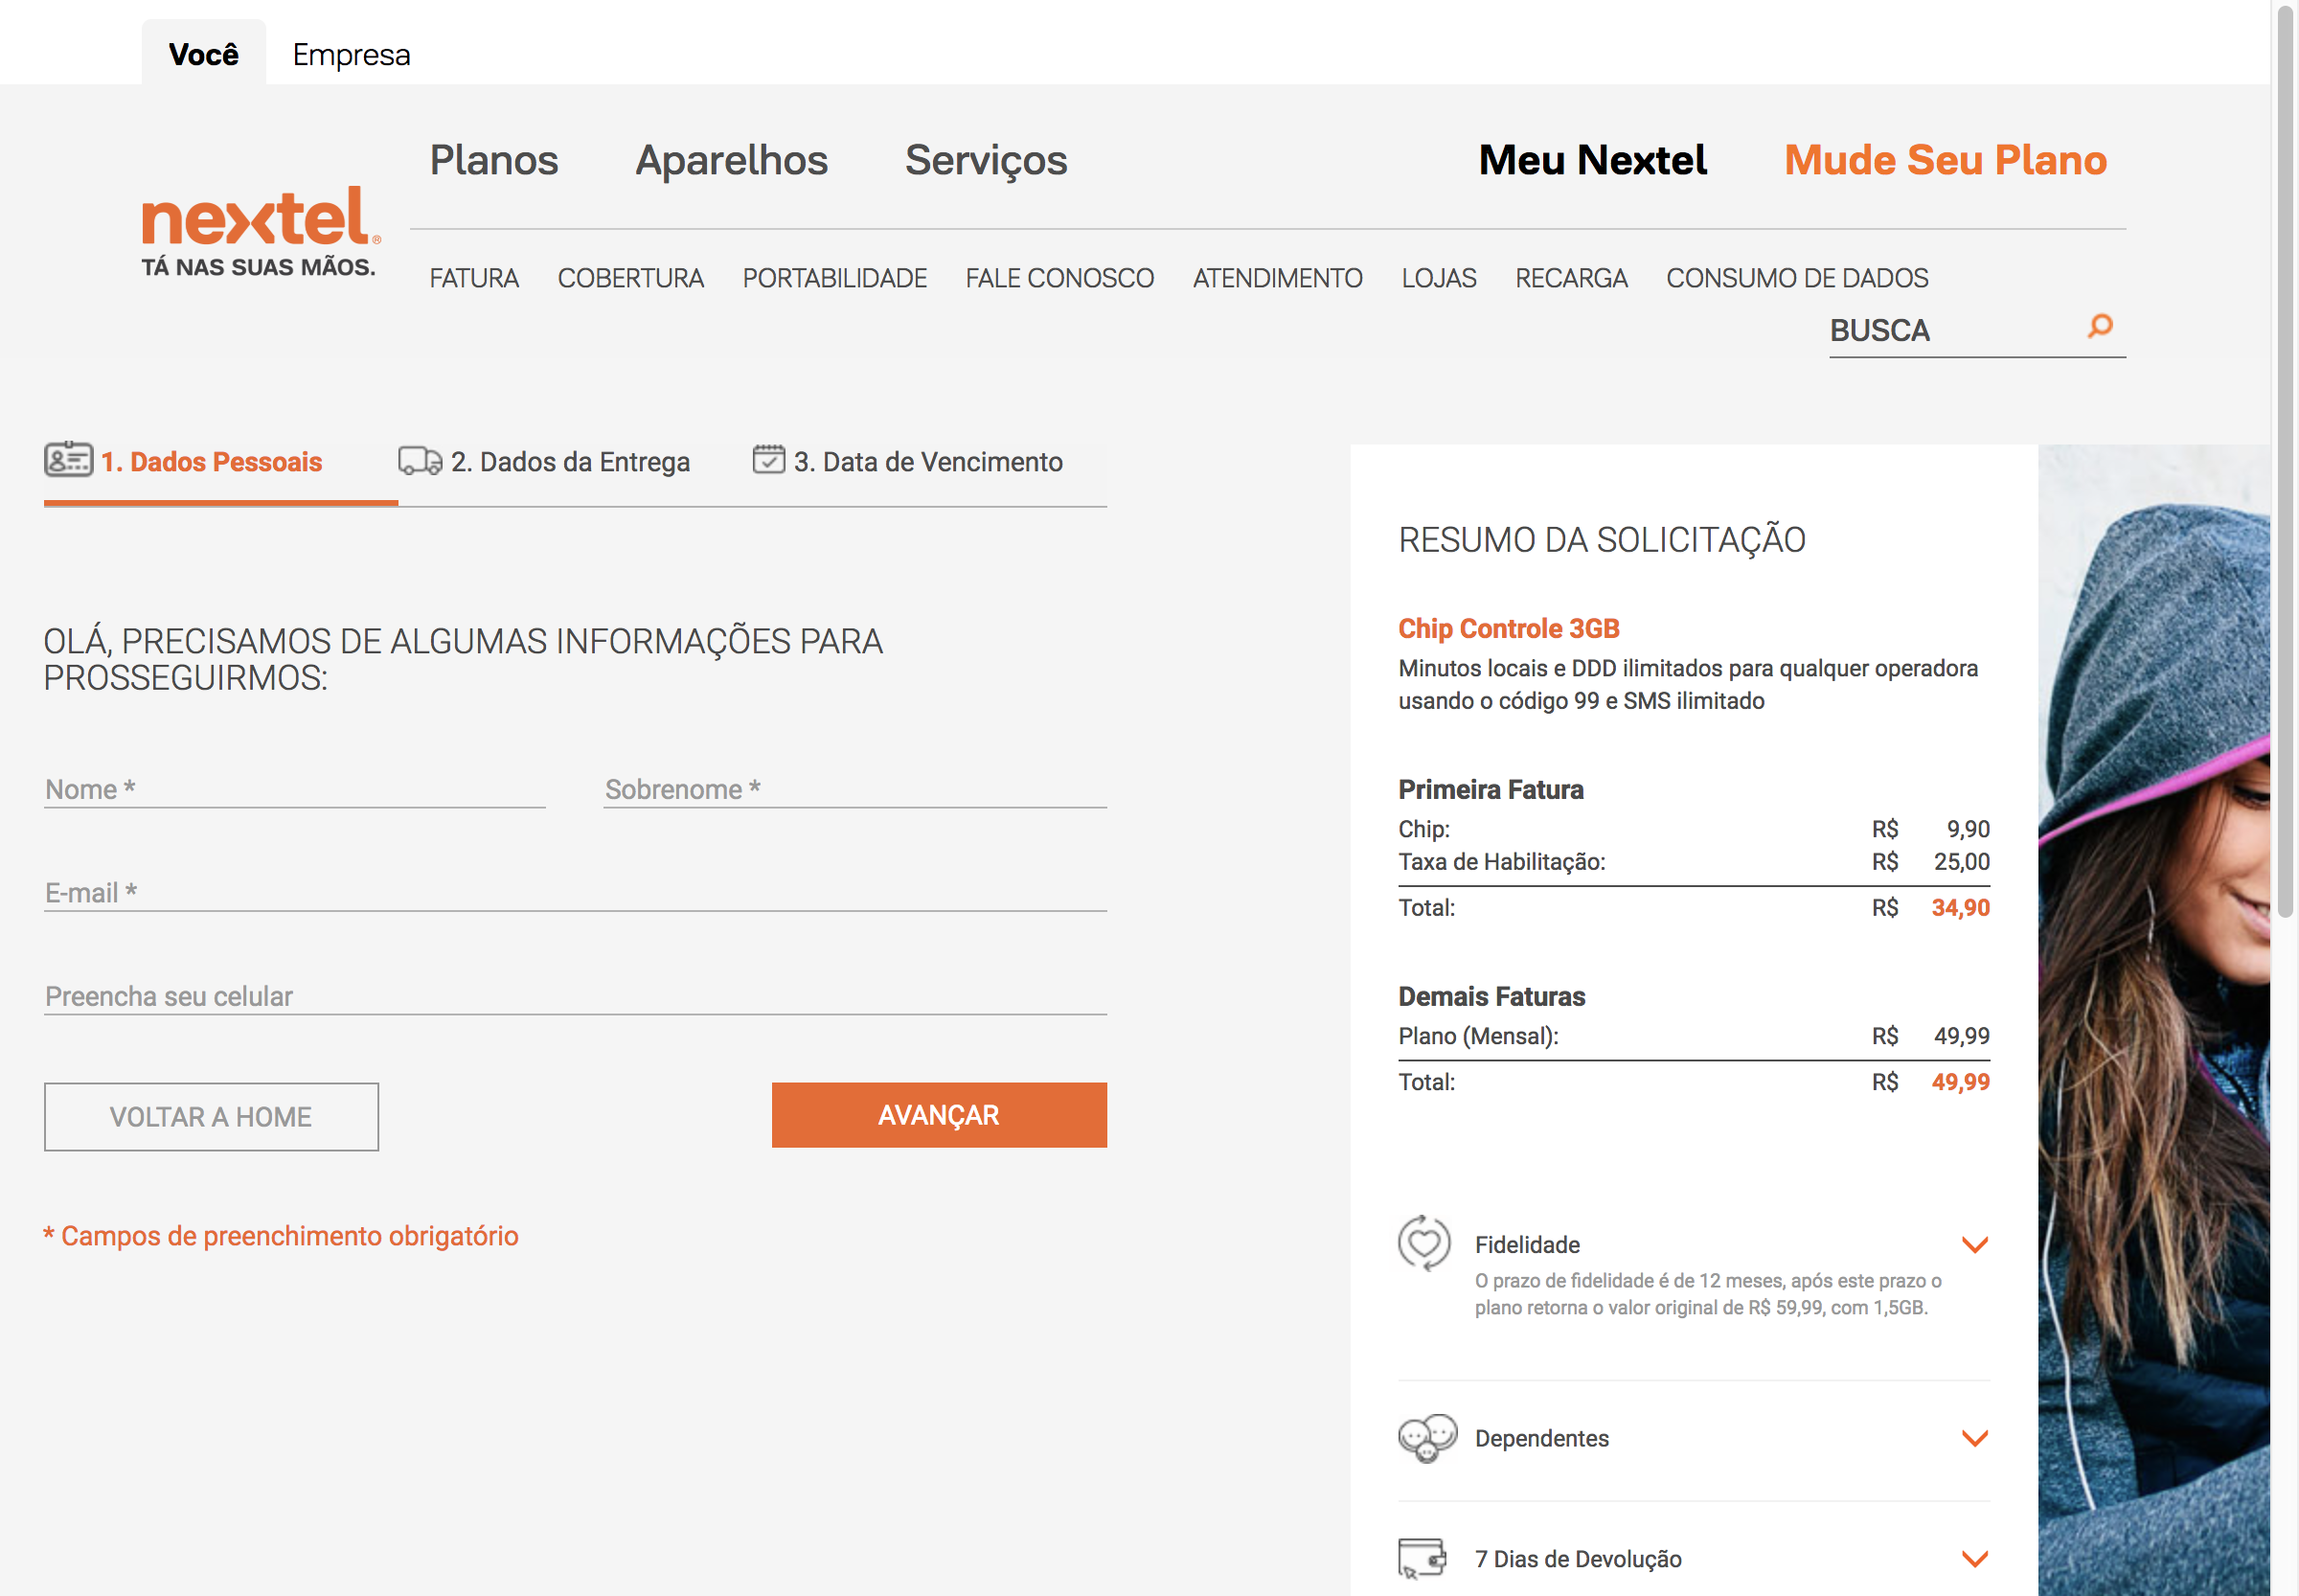 Você Empresa
Planos Aparelhos Serviços Meu Nextel Mude Seu Plano
nextel®
TÁ NAS SUAS MÃOS.
FATURA COBERTURA PORTABILIDADE FALE CONOSCO ATENDIMENTO LOJAS RECARGA CONSUMO DE DADOS
BUSCA
1. Dados Pessoais 2. Dados da Entrega 3. Data de Vencimento
OLÁ, PRECISAMOS DE ALGUMAS INFORMAÇÕES PARA
PROSSEGUIRMOS:
Nome * Sobrenome *
E-mail *
Preencha seu celular
VOLTAR A HOME AVANÇAR
* Campos de preenchimento obrigatório
RESUMO DA SOLICITAÇÃO
Chip Controle 3GB
Minutos locais e DDD ilimitados para qualquer operadora
usando o código 99 e SMS ilimitado
Primeira Fatura
Chip: R$ 9,90
Taxa de Habilitação: R$ 25,00
Total: R$ 34,90
Demais Faturas
Plano (Mensal): R$ 49,99
Total: R$ 49,99
Fidelidade
O prazo de fidelidade é de 12 meses, após este prazo o
plano retorna o valor original de R$ 59,99, com 1,5GB.
Dependentes
7 Dias de Devolução